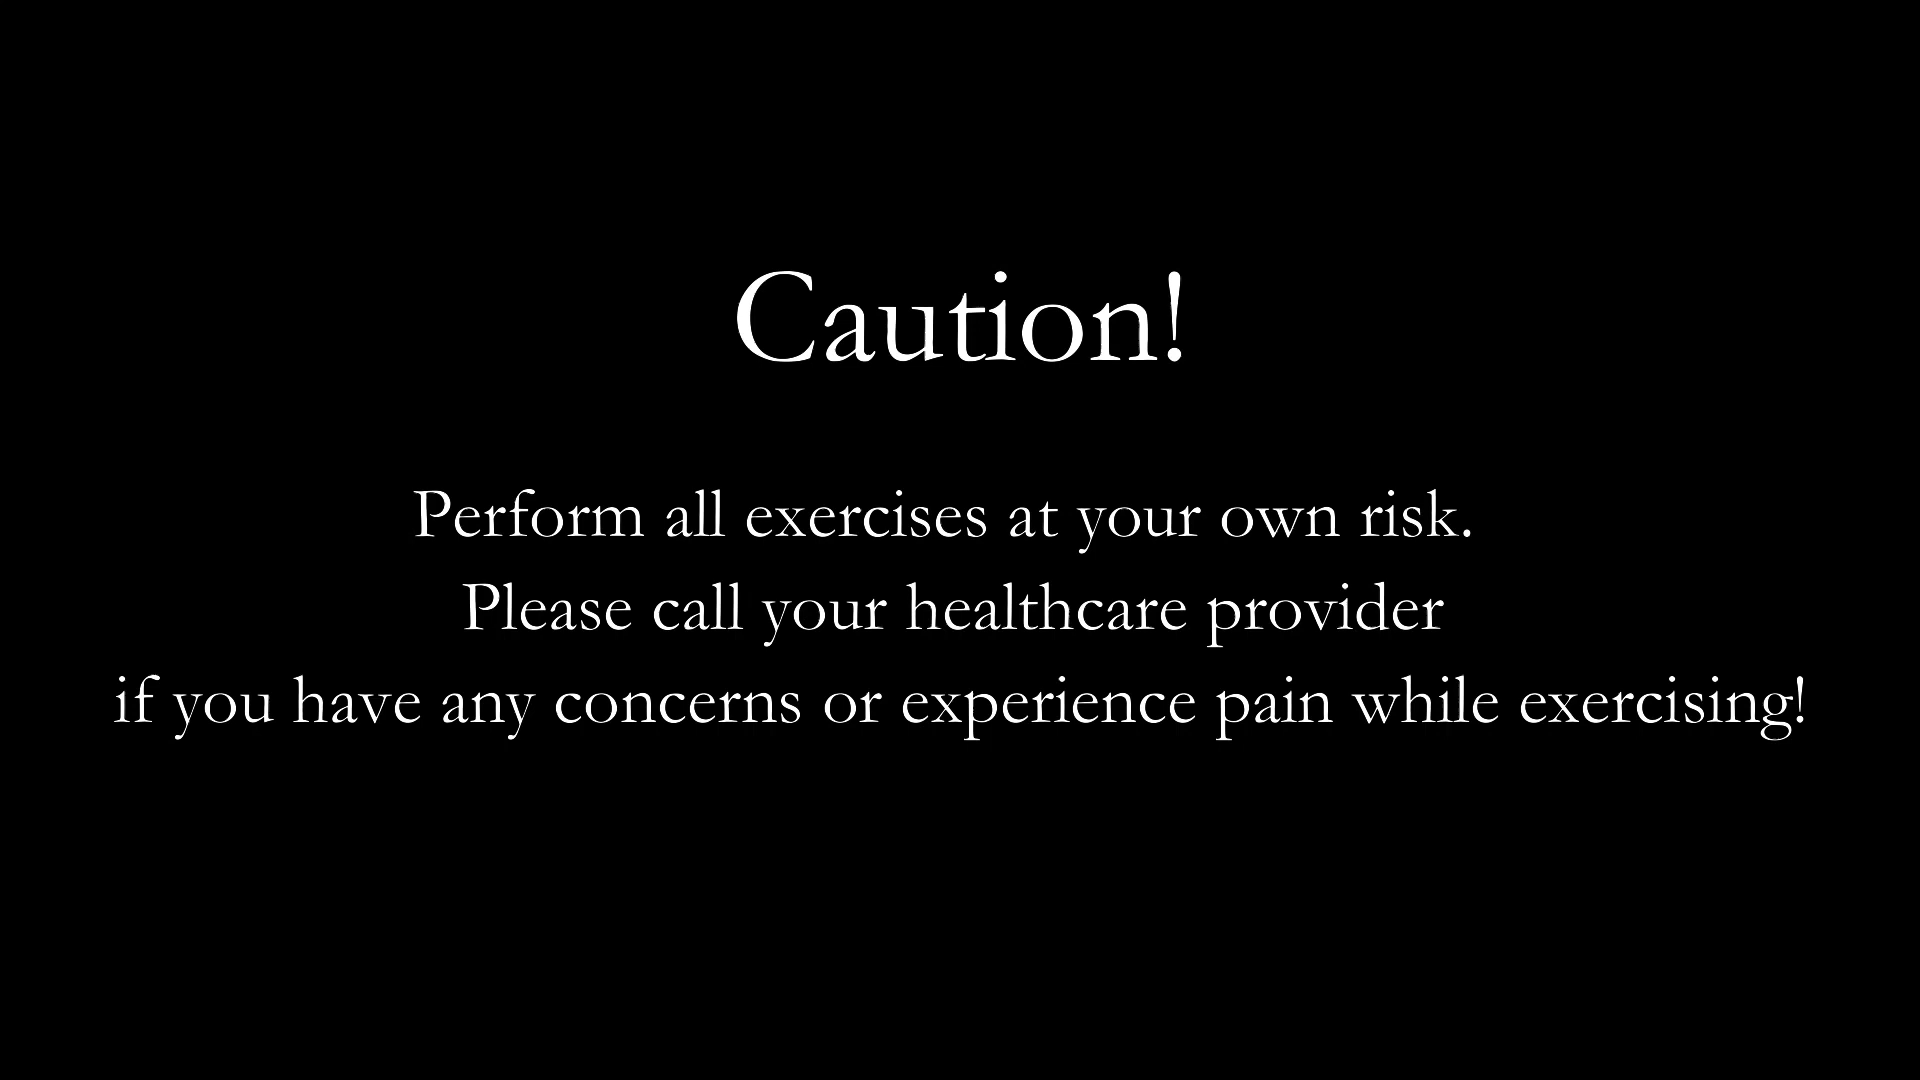 Caution!
Perform all exercises at your own risk.
Please call your healthcare provider
if you have any concerns or experience pain while exercising!